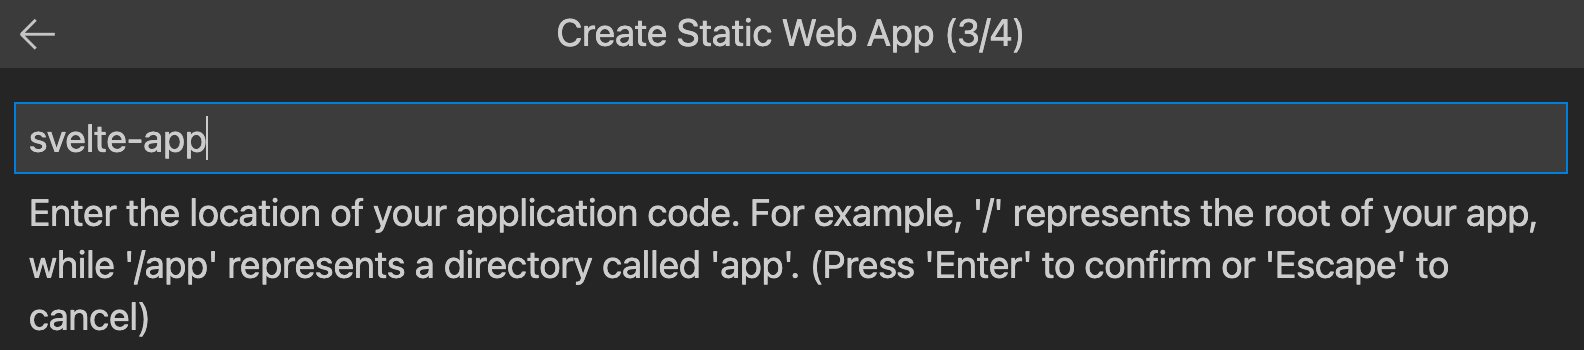 Create Static Web App (3/4)
svelte-app
Enter the location of your application code. For example, '/' represents the root of your app,
while '/app' represents a directory called 'app'. (Press 'Enter' to confirm or 'Escape' to
cancel)